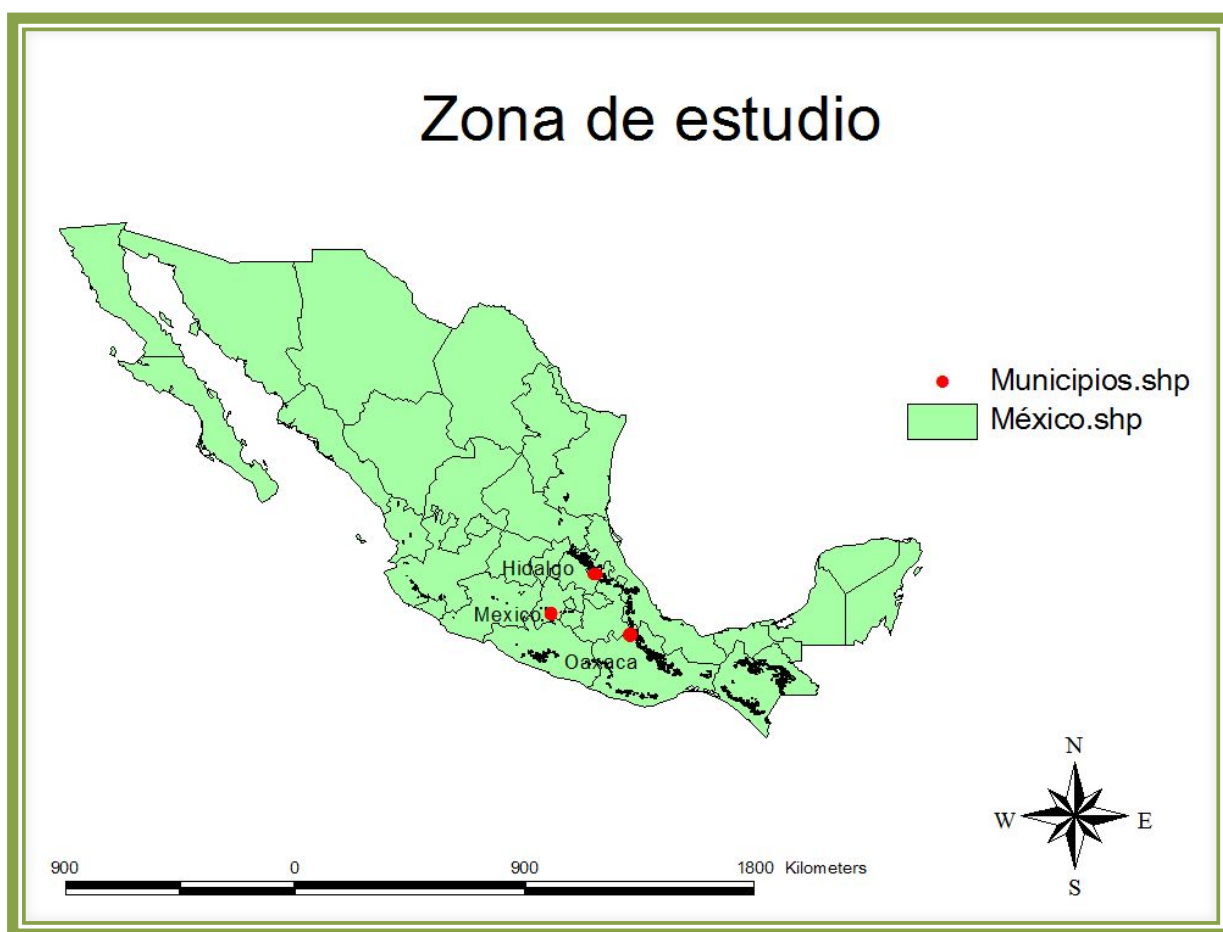 Zona de estudio
Municipios.shp
México.shp
Hidalgo
Mexico
Oaxaca
N
W E
S
900 0 900 1800 Kilometers